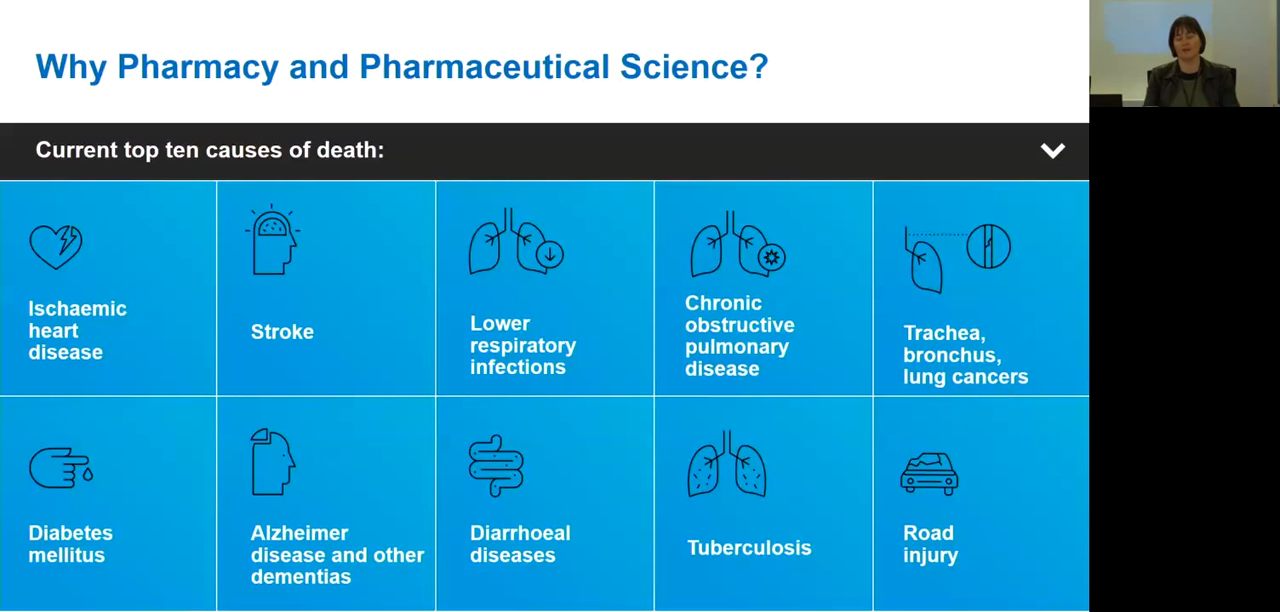 Why Pharmacy and Pharmaceutical Science?
Current top ten causes of death:
Ischaemic
heart
disease
Stroke
Lower
respiratory
infections
Chronic
obstructive
pulmonary
disease
Trachea,
bronchus,
lung cancers
Diabetes
mellitus
Alzheimer
disease and other
dementias
Diarrhoeal
diseases
Tuberculosis
Road
injury